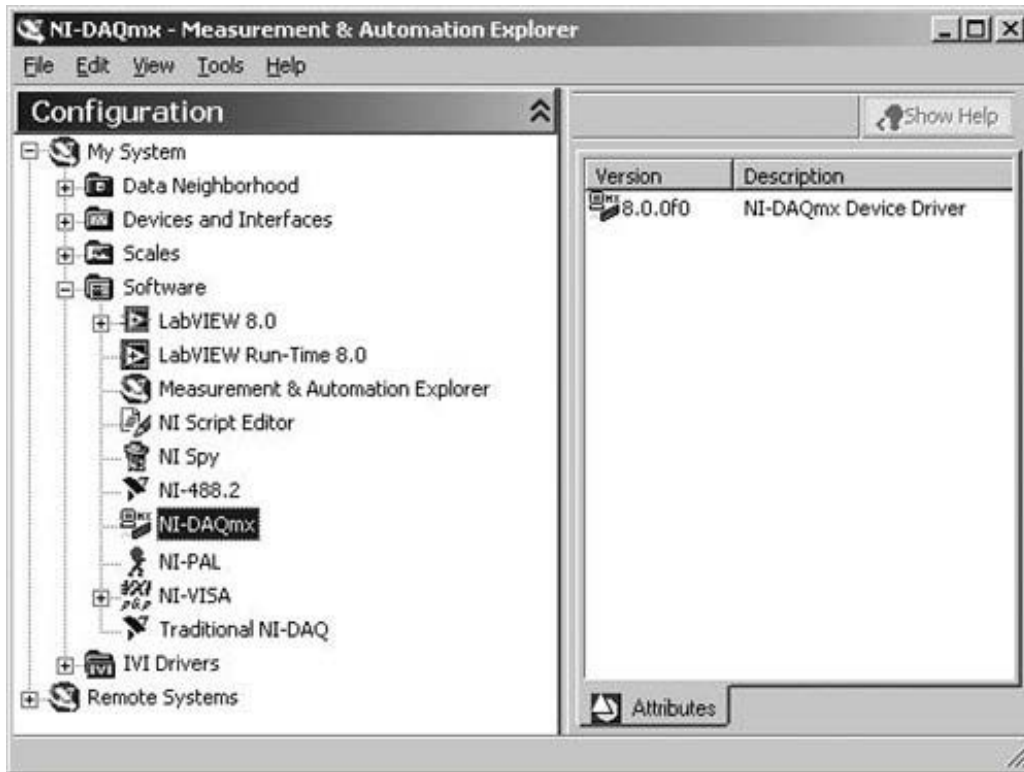 NI-DAQmx - Measurement & Automation Explorer
File Edit View Tools Help
Configuration
My System
Data Neighborhood
Devices and Interfaces
Scales
Software
LabVIEW 8.0
LabVIEW Run-Time 8.0
Measurement & Automation Explorer
NI Script Editor
NI Spy
NI-488.2
NI-DAQmx
NI-PAL
NI-VISA
Traditional NI-DAQ
IVI Drivers
Remote Systems
Show Help
Version Description
8.0.0f0 NI-DAQmx Device Driver
Attributes